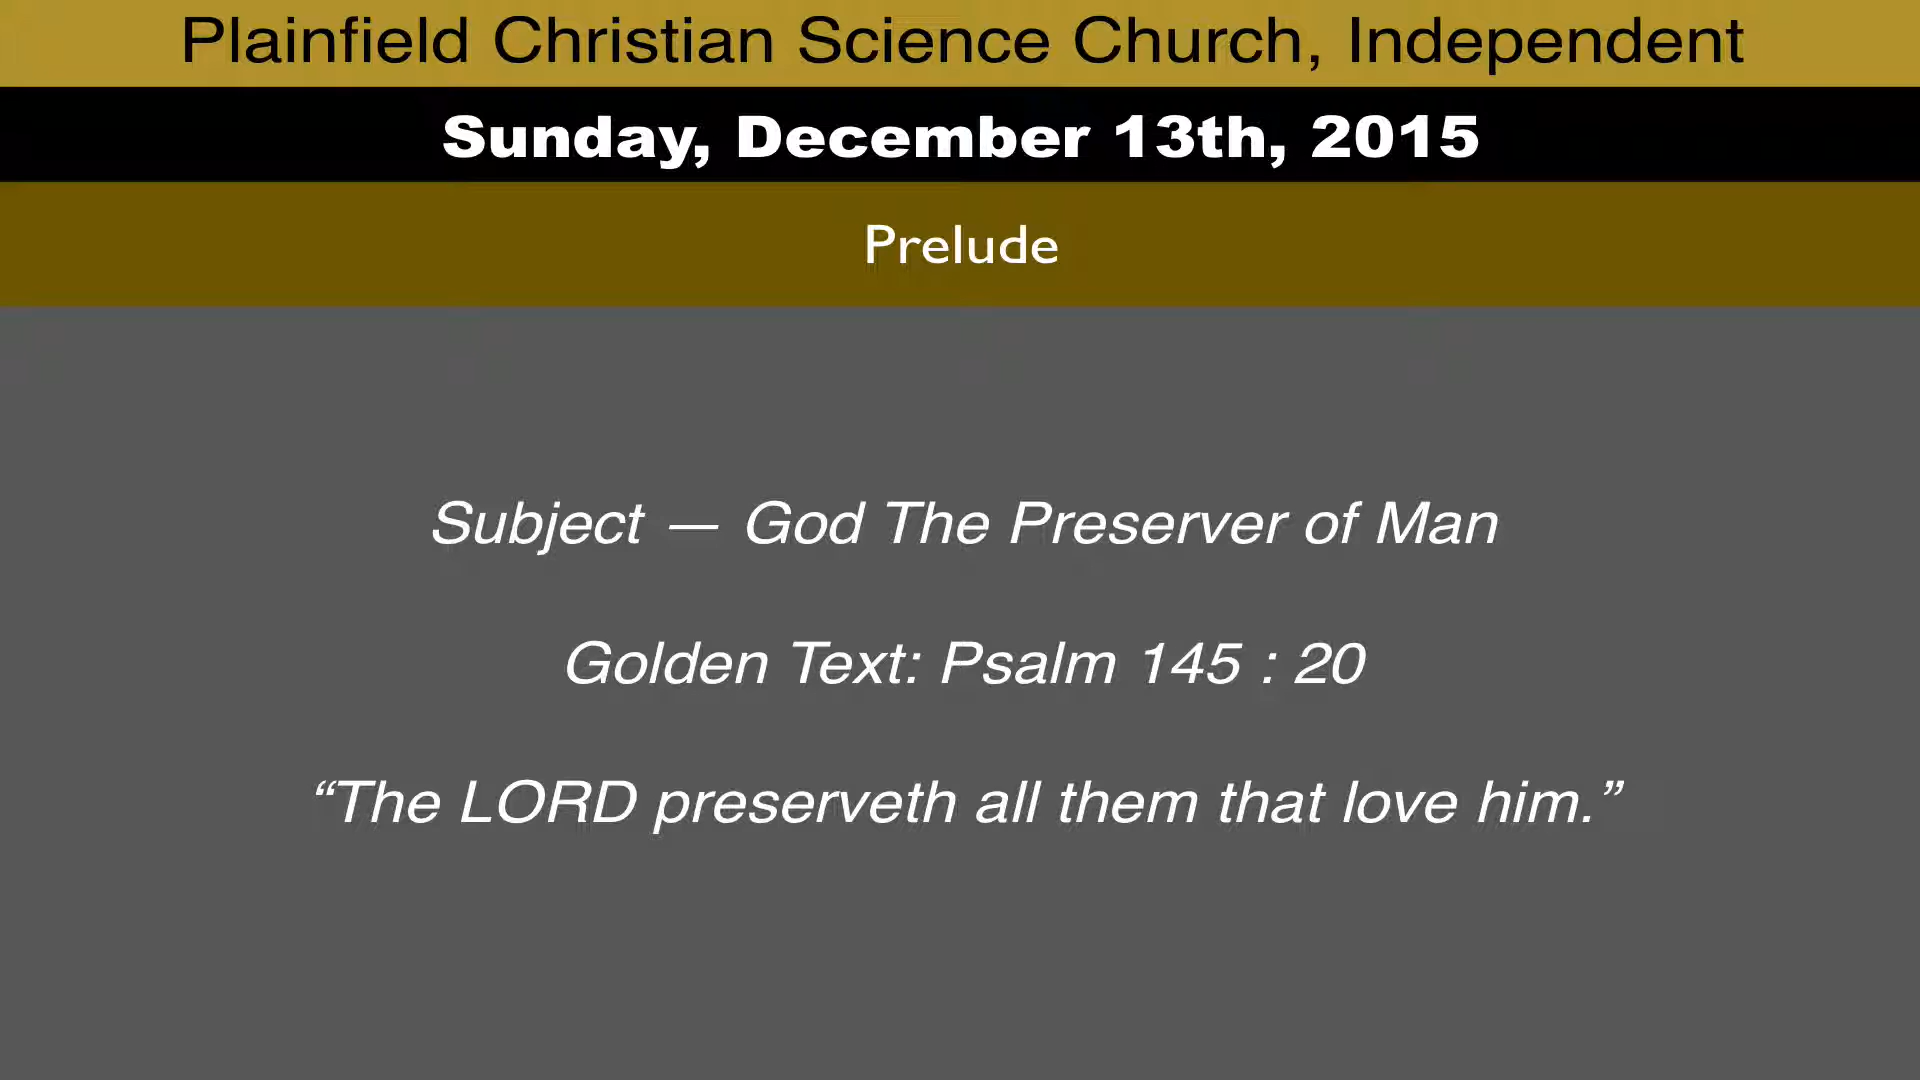 Plainfield Christian Science Church, Independent
Sunday, December 13th, 2015
Prelude
Subject — God The Preserver of Man
Golden Text: Psalm 145 : 20
“The LORD preserveth all them that love him.”